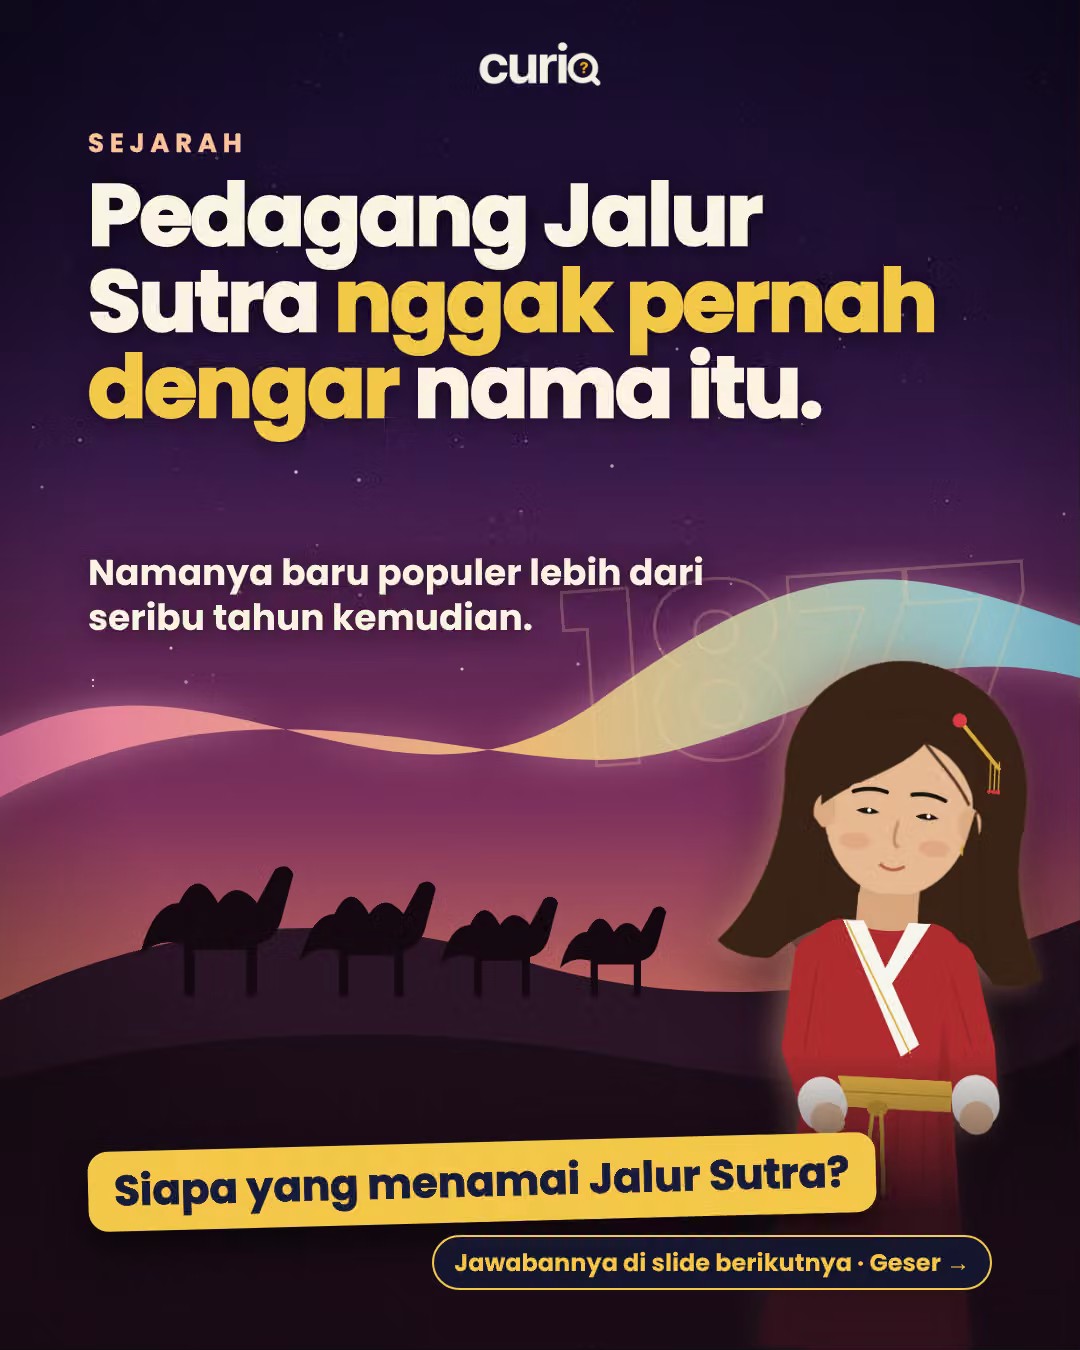 curio
SEJARAH
Pedagang Jalur
Sutra nggak pernah
dengar nama itu.
Namanya baru populer lebih dari
seribu tahun kemudian.
1877
Siapa yang menamai Jalur Sutra?
Jawabannya di slide berikutnya · Geser →